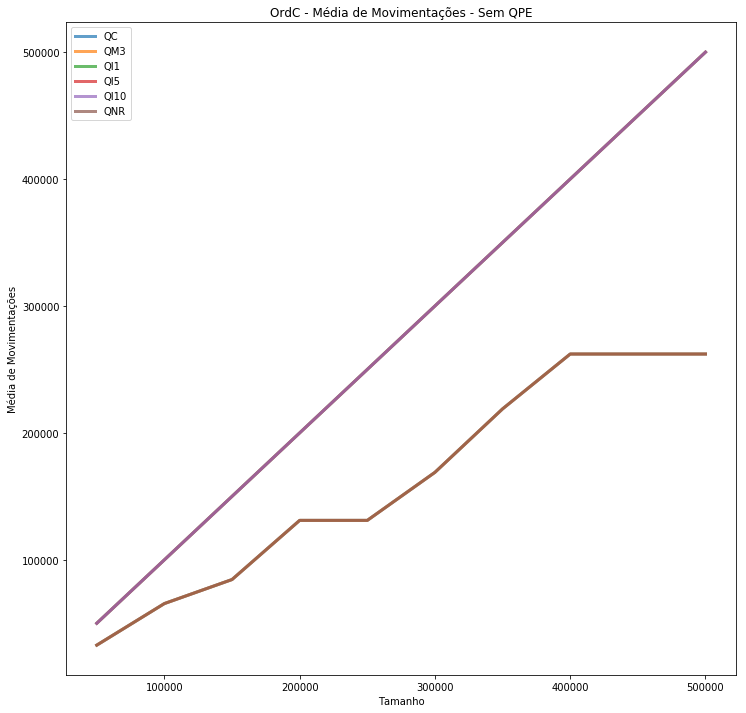 OrdC - Média de Movimentações - Sem QPE
QC
QM3
QI1
QI5
QI10
QNR
500000
400000
300000
200000
100000
Média de Movimentações
100000 200000 300000 400000 500000
Tamanho